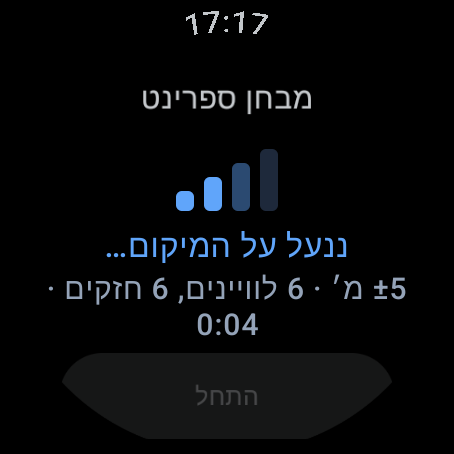 17:17
מבחן ספרינט
ננעל על המיקום...
±5 מ׳ · 6 לוויינים, 6 חזקים ·
0:04
התחל